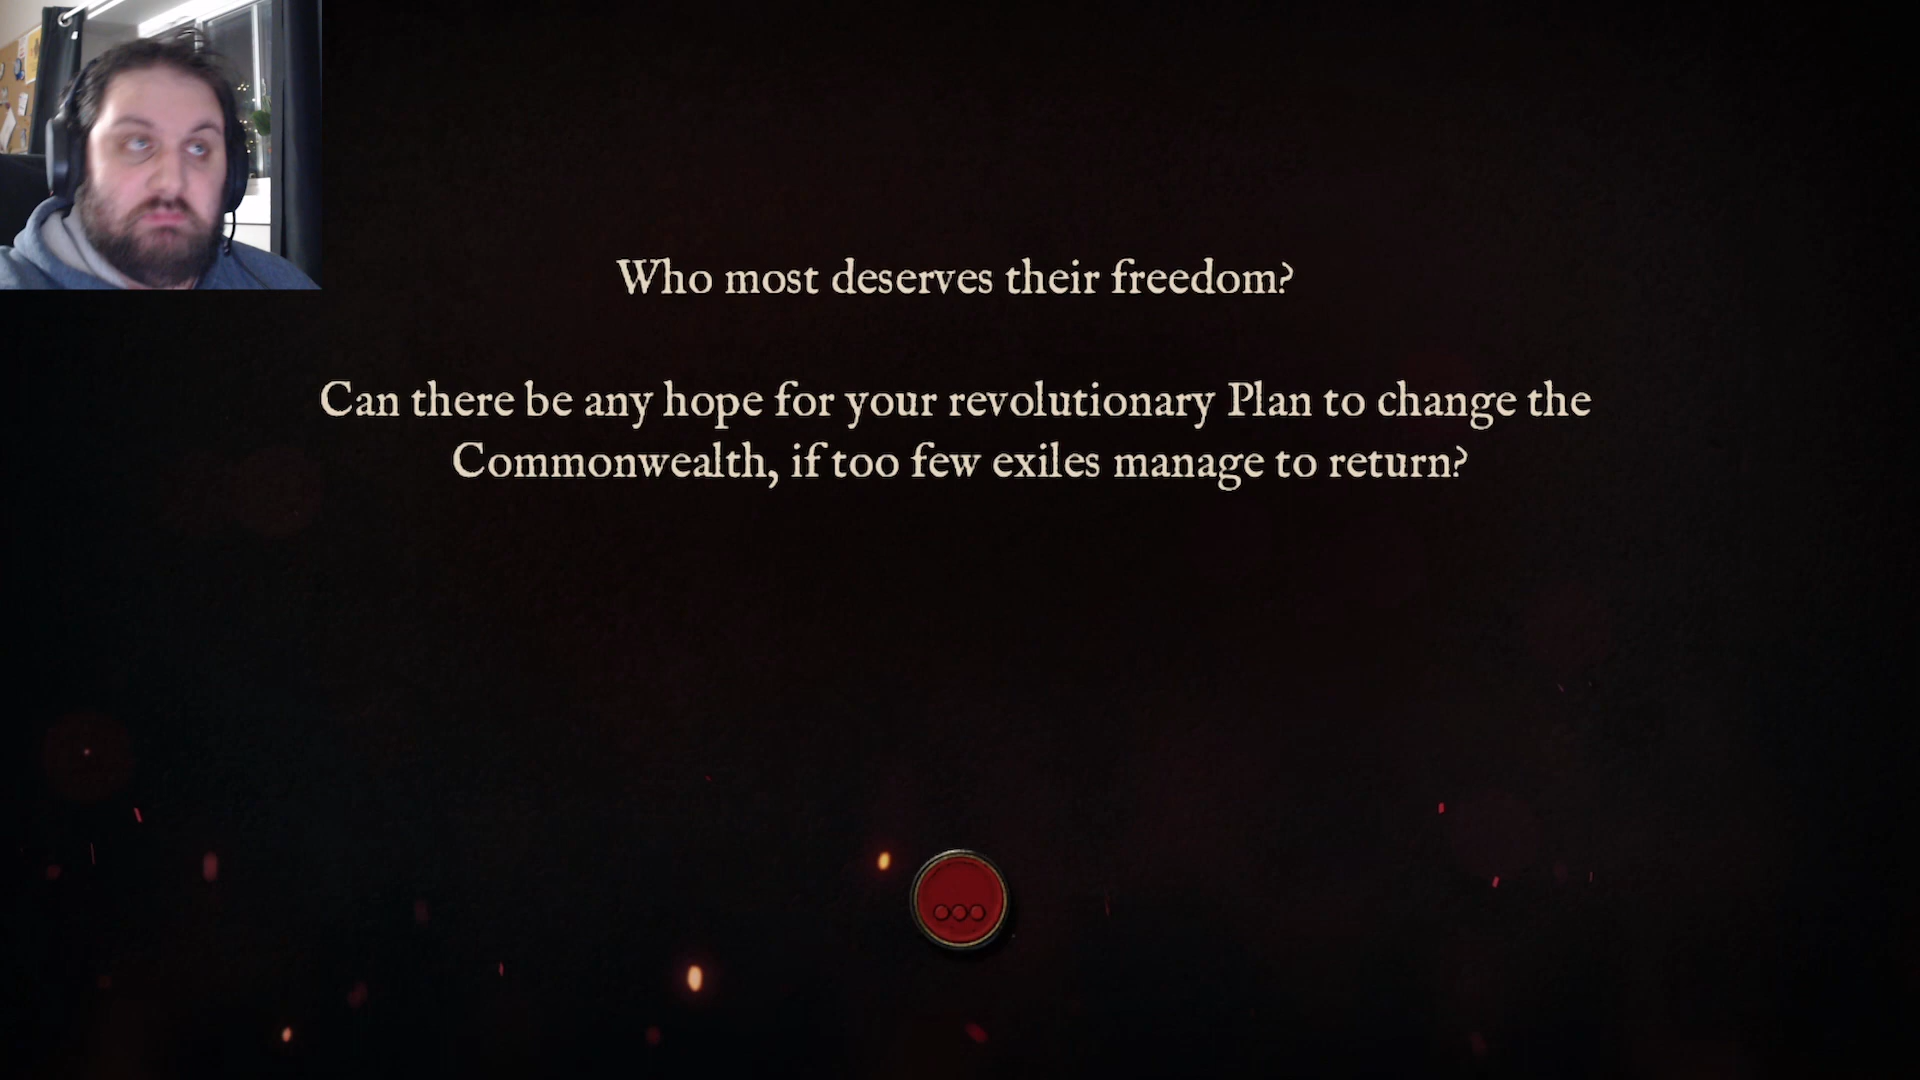 Who most deserves their freedom?
Can there be any hope for your revolutionary Plan to change the
Commonwealth, if too few exiles manage to return?